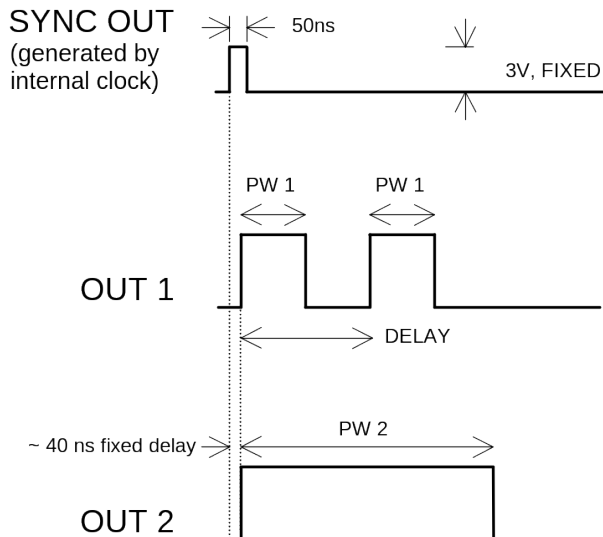 SYNC OUT
(generated by
internal clock)
50ns
3V, FIXED
PW 1
PW 1
OUT 1
DELAY
~ 40 ns fixed delay
PW 2
OUT 2